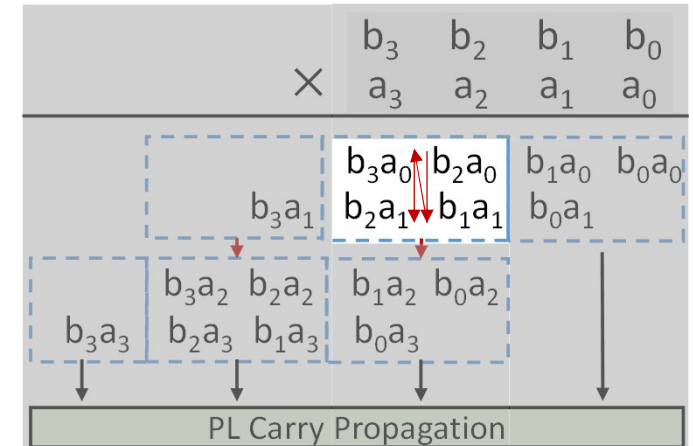 b₃ b₂ b₁ b₀
× a₃ a₂ a₁ a₀
b₃a₀ b₂a₀ b₁a₀ b₀a₀
b₃a₁ b₂a₁ b₁a₁ b₀a₁
b₃a₂ b₂a₂ b₁a₂ b₀a₂
b₃a₃ b₂a₃ b₁a₃ b₀a₃
PL Carry Propagation